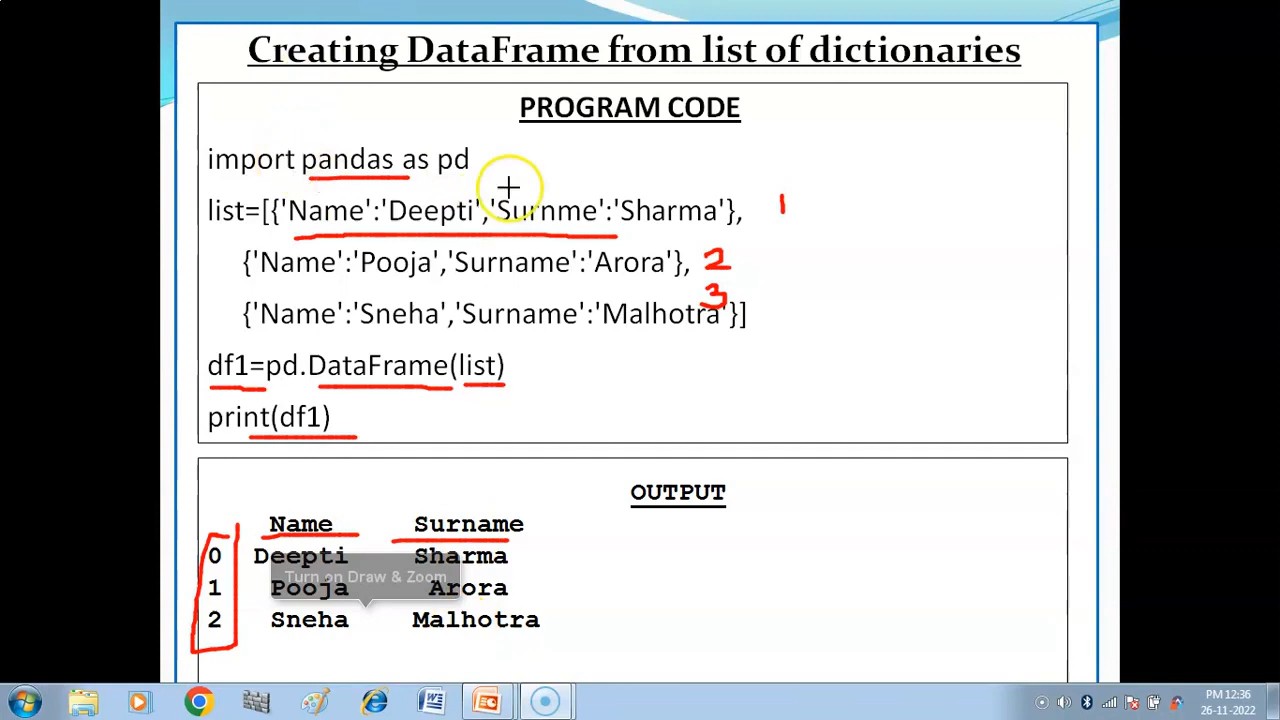 Creating DataFrame from list of dictionaries
PROGRAM CODE
import pandas as pd
list=[{'Name':'Deepti','Surnme':'Sharma'}, 1
{'Name':'Pooja','Surname':'Arora'}, 2
3
{'Name':'Sneha','Surname':'Malhotra'}]
df1=pd.DataFrame(list)
print(df1)
OUTPUT
Name Surname
0 Deepti Sharma
Turn on Draw & Zoom
1 Pooja Arora
2 Sneha Malhotra
PM 12:36
26-11-2022